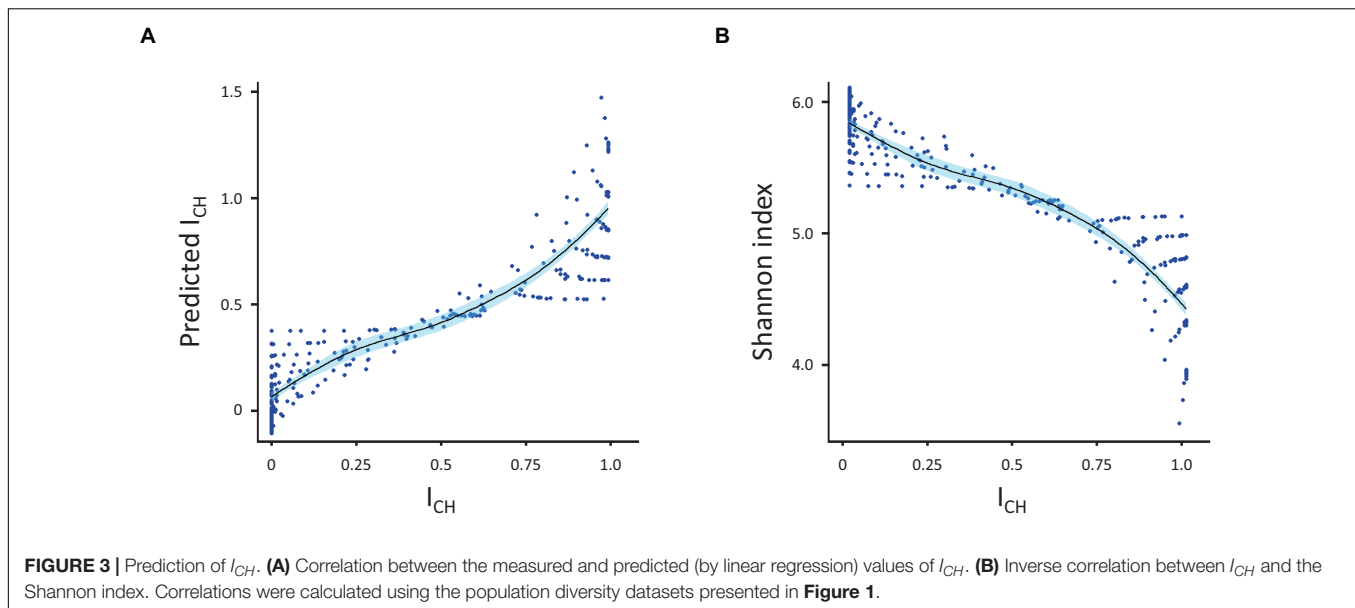 A
B
1.5
1.0
0.5
0
Predicted I_CH
0 0.25 0.5 0.75 1.0
I_CH
6.0
5.0
4.0
Shannon index
0 0.25 0.5 0.75 1.0
I_CH
FIGURE 3 | Prediction of I_CH. (A) Correlation between the measured and predicted (by linear regression) values of I_CH. (B) Inverse correlation between I_CH and the
Shannon index. Correlations were calculated using the population diversity datasets presented in Figure 1.